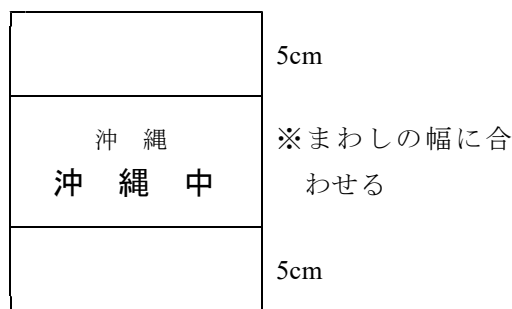 5cm
沖 縄
沖 縄 中
※まわしの幅に合
わせる
5cm